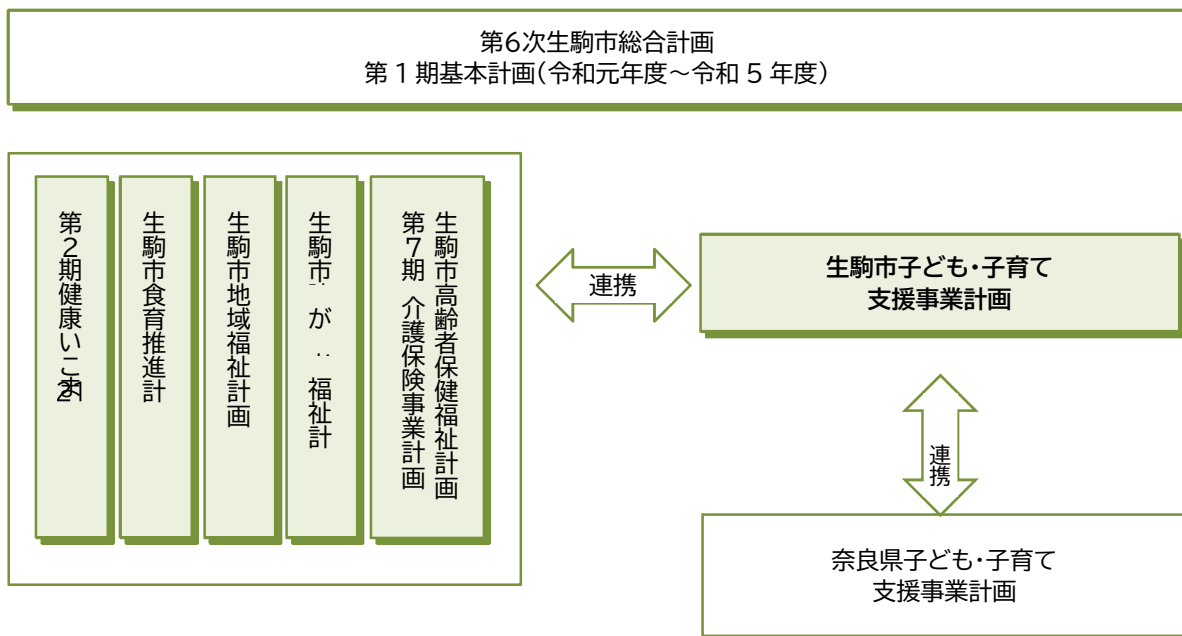 第6次生駒市総合計画
第1期基本計画(令和元年度～令和5年度)
第2期健康いこま21
生駒市食育推進計
生駒市地域福祉計画
生駒市 が 福祉計
生駒市高齢者保健福祉計画
第7期 介護保険事業計画
連携
生駒市子ども・子育て
支援事業計画
連携
奈良県子ども・子育て
支援事業計画